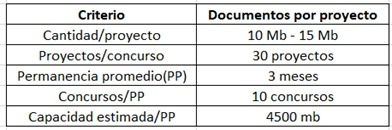 Criterio Documentos por proyecto
Cantidad/proyecto 10 Mb - 15 Mb
Proyectos/concurso 30 proyectos
Permanencia promedio(PP) 3 meses
Concursos/PP 10 concursos
Capacidad estimada/PP 4500 mb